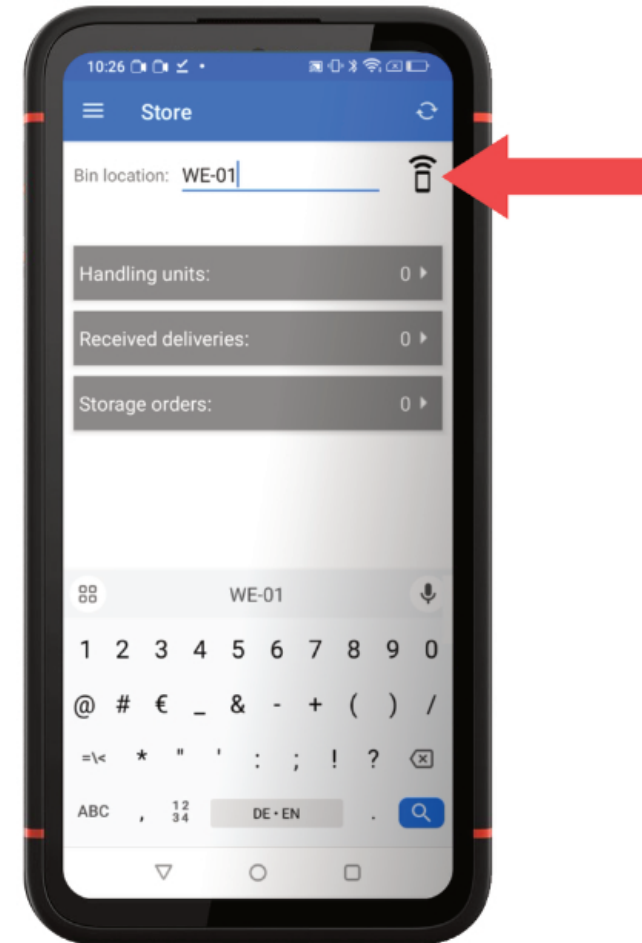 10:26
Store
Bin location: WE-01
Handling units: 0
Received deliveries: 0
Storage orders: 0
WE-01
1 2 3 4 5 6 7 8 9 0
@ # € _ & - + ( ) /
=\< * " ' : ; ! ?
ABC , 12 34 DE • EN .